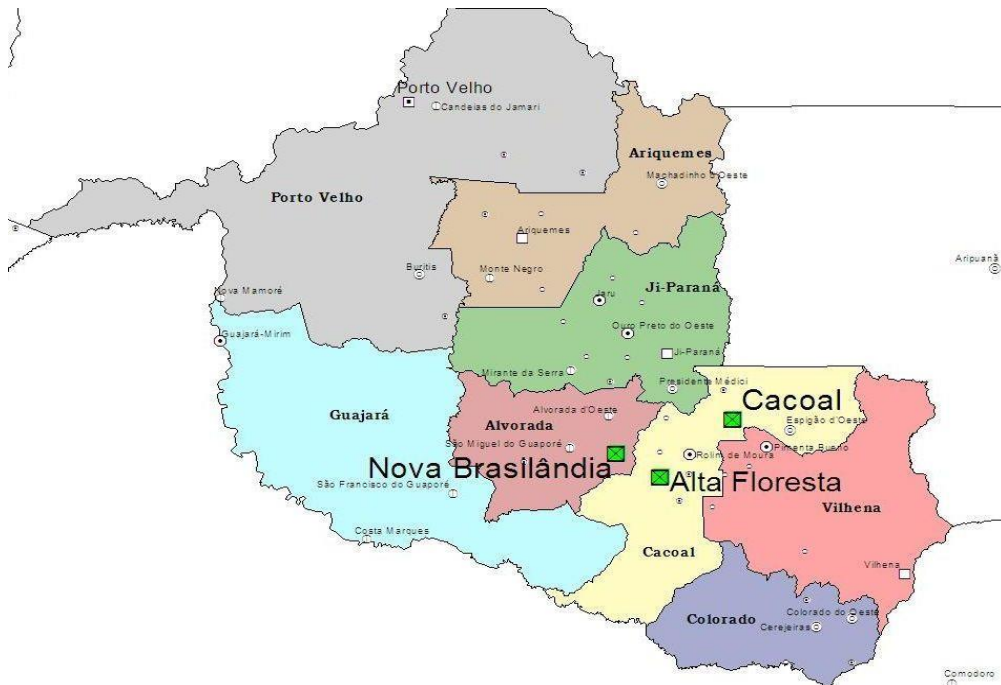 Porto Velho
Candeias do Jamari
Ariquemes
Machadinho d'Oeste
Porto Velho
Ariquemes
Aripuanã
Buritis
Monte Negro
Ji-Paraná
Nova Mamoré
Jaru
Guajará-Mirim
Ouro Preto do Oeste
Ji-Paraná
Mirante da Serra
Presidente Médici
Cacoal
Guajará
Alvorada d'Oeste
Alvorada
Espigão d'Oeste
São Miguel do Guaporé
Rolim de Moura
Pimenta Bueno
Nova Brasilândia
Alta Floresta
São Francisco do Guaporé
Vilhena
Costa Marques
Cacoal
Vilhena
Colorado do Oeste
Colorado
Cerejeiras
Comodoro